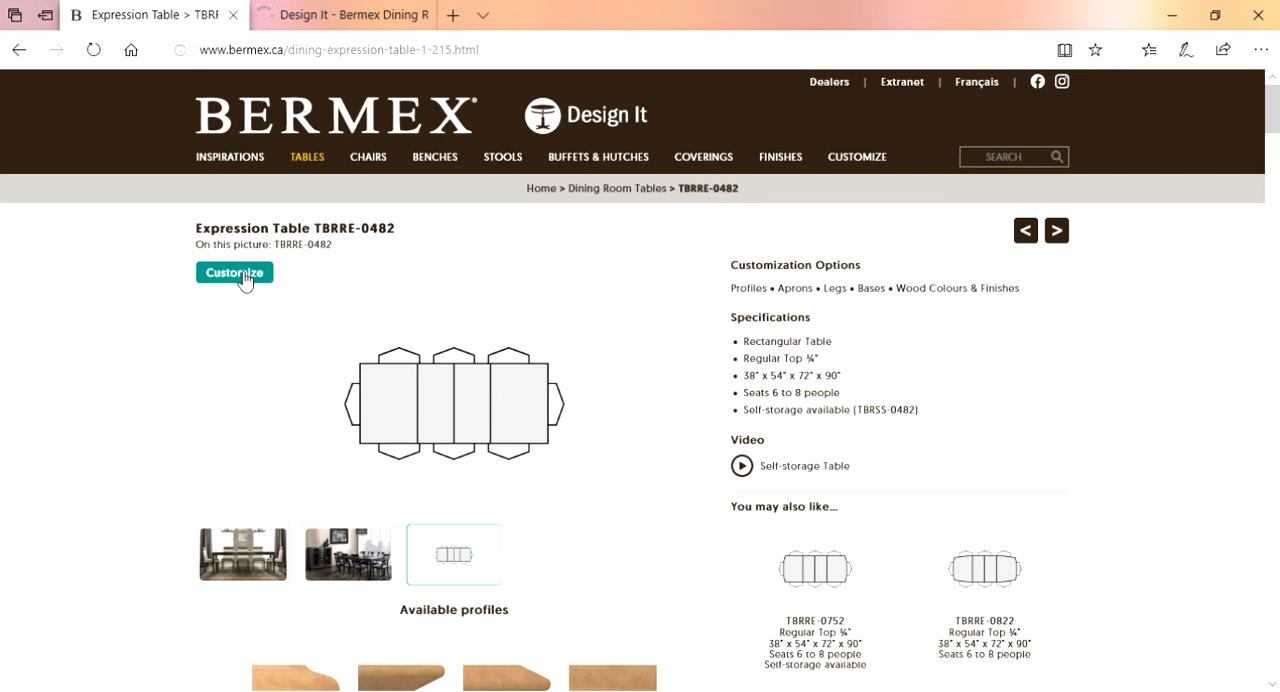 Expression Table > TBRF
Design It - Bermex Dining R
www.bermex.ca/dining-expression-table-1-215.html
Dealers | Extranet | Français |
BERMEX® Design It
INSPIRATIONS TABLES CHAIRS BENCHES STOOLS BUFFETS & HUTCHES COVERINGS FINISHES CUSTOMIZE SEARCH
Home > Dining Room Tables > TBRRE-0482
Expression Table TBRRE-0482
On this picture: TBRRE-0482
< >
Customize
Customization Options
Profiles • Aprons • Legs • Bases • Wood Colours & Finishes
Specifications
• Rectangular Table
• Regular Top ¾"
• 38" x 54" x 72" x 90"
• Seats 6 to 8 people
• Self-storage available (TBRSS-0482)
Video
Self-storage Table
You may also like...
TBRRE-0752
Regular Top ¾"
38" x 54" x 72" x 90"
Seats 6 to 8 people
Self-storage available
TBRRE-0822
Regular Top ¾"
38" x 54" x 72" x 90"
Seats 6 to 8 people
Available profiles